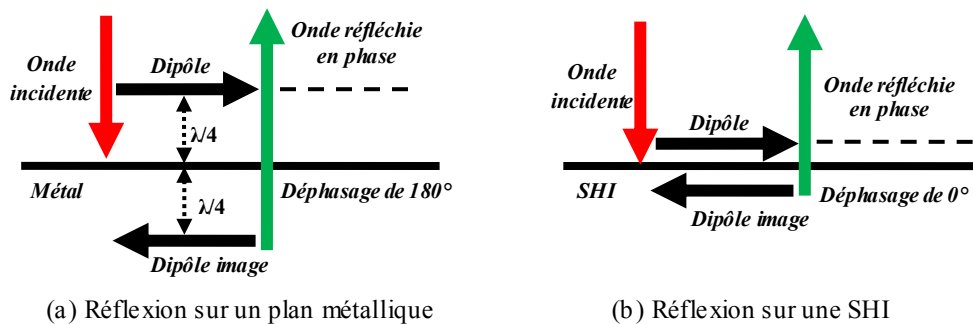 Onde
incidente
Dipôle
Onde réfléchie
en phase
λ/4
Métal
Déphasage de 180°
λ/4
Dipôle image
(a) Réflexion sur un plan métallique
Onde
incidente
Dipôle
Onde réfléchie
en phase
SHI
Déphasage de 0°
Dipôle image
(b) Réflexion sur une SHI